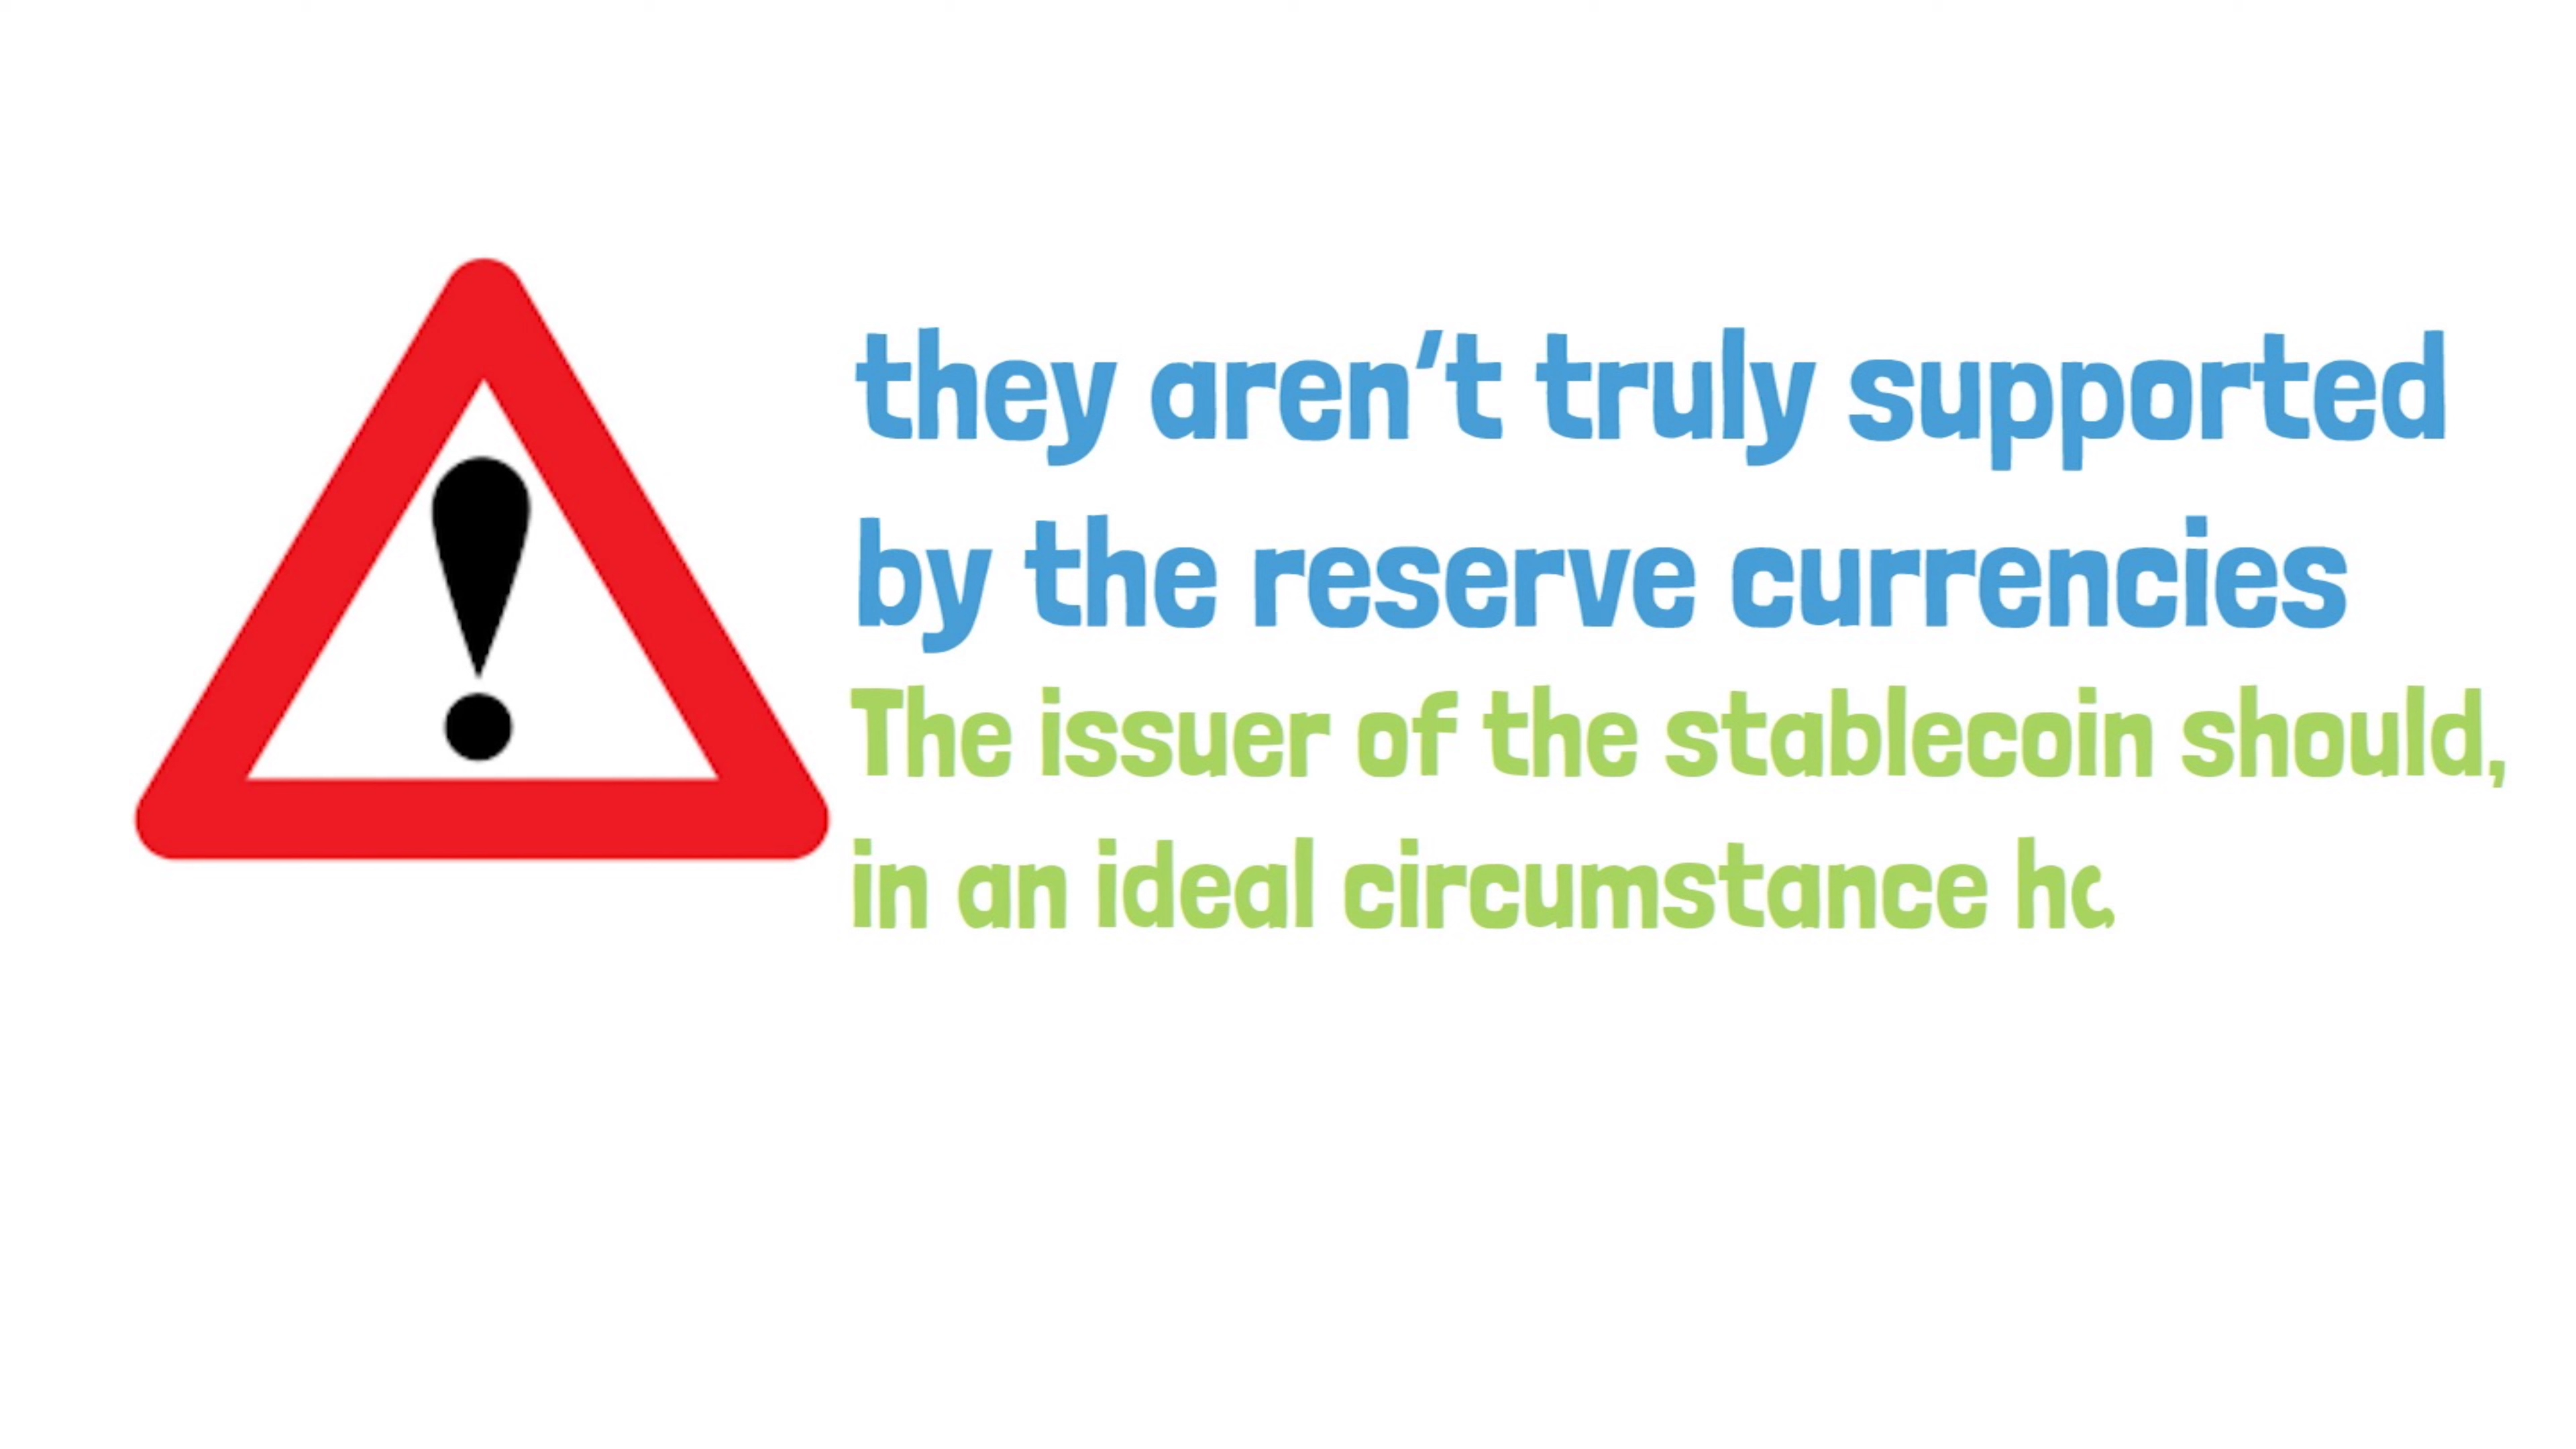 they aren't truly supported
by the reserve currencies
The issuer of the stablecoin should,
in an ideal circumstance